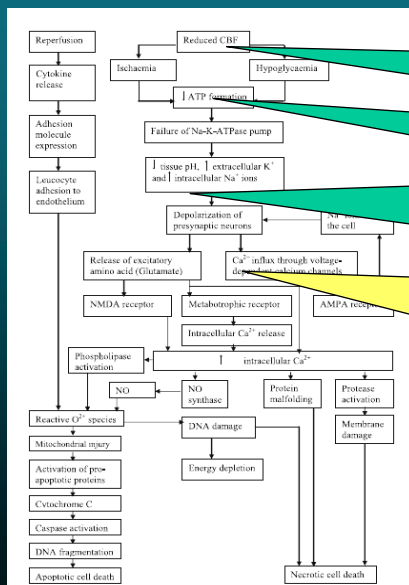 Reperfusion
Reduced CBF
Cytokine
release
Ischaemia
Hypoglycaemia
↑ ATP formation
Adhesion
molecule
expression
Failure of Na-K-ATPase pump
↑ tissue pH, ↑ extracellular K⁺
and ↑ intracellular Na⁺ ions
Leucocyte
adhesion to
endothelium
Depolarization of
presynaptic neurons
the cell
Release of excitatory
amino acid (Glutamate)
Ca²⁺ influx through voltage-
calcium channels
NMDA receptor
Metabotropic receptor
AMPA
Intracellular Ca²⁺ release
↑ intracellular Ca²⁺
Phospholipase
activation
NO
NO
synthase
Protein
malfolding
Protease
activation
Reactive O²⁺ species
DNA damage
Membrane
damage
Mitochondrial injury
Activation of pro-
apoptotic proteins
Energy depletion
Cytochrome C
Caspase activation
DNA fragmentation
Apoptotic cell death
Necrotic cell death